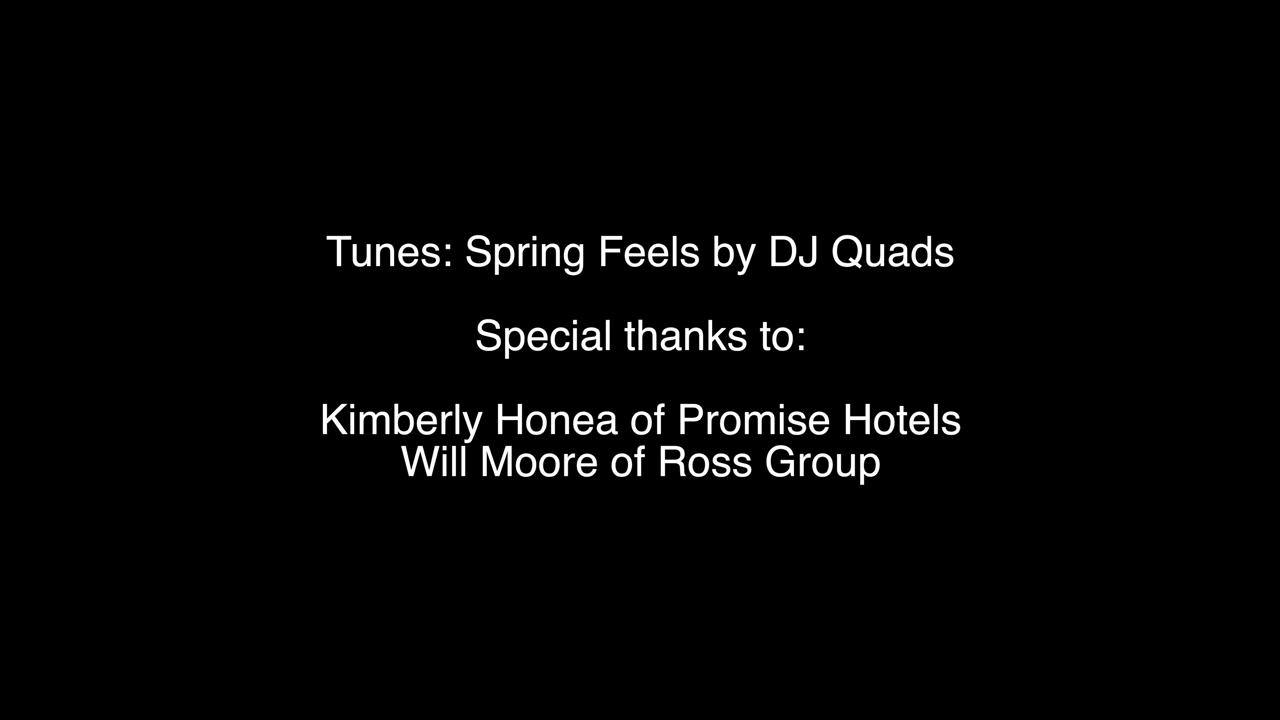 Tunes: Spring Feels by DJ Quads
Special thanks to:
Kimberly Honea of Promise Hotels
Will Moore of Ross Group